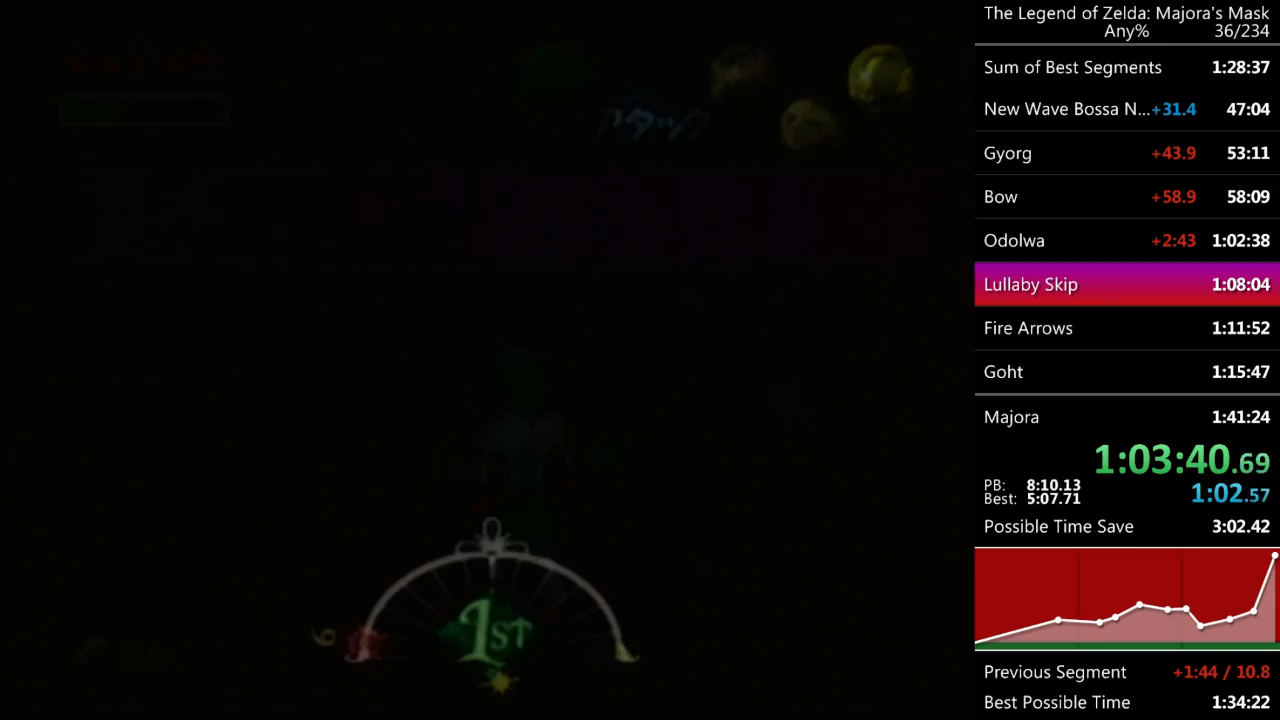 The Legend of Zelda: Majora's Mask
Any% 36/234
Sum of Best Segments 1:28:37
New Wave Bossa N... +31.4 47:04
Gyorg +43.9 53:11
Bow +58.9 58:09
Odolwa +2:43 1:02:38
Lullaby Skip 1:08:04
Fire Arrows 1:11:52
Goht 1:15:47
Majora 1:41:24
1:03:40.69
PB: 8:10.13
Best: 5:07.71
1:02.57
Possible Time Save 3:02.42
Previous Segment +1:44 / 10.8
Best Possible Time 1:34:22
6
1ST